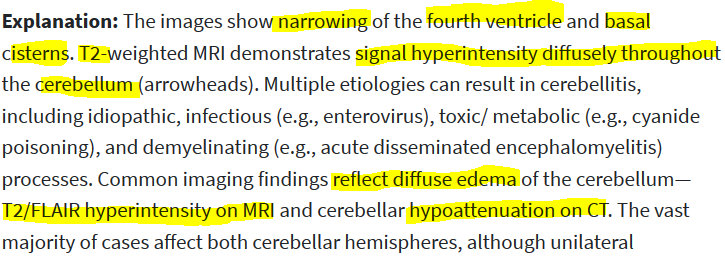 Explanation: The images show narrowing of the fourth ventricle and basal
cisterns. T2-weighted MRI demonstrates signal hyperintensity diffusely throughout
the cerebellum (arrowheads). Multiple etiologies can result in cerebellitis,
including idiopathic, infectious (e.g., enterovirus), toxic/ metabolic (e.g., cyanide
poisoning), and demyelinating (e.g., acute disseminated encephalomyelitis)
processes. Common imaging findings reflect diffuse edema of the cerebellum—
T2/FLAIR hyperintensity on MRI and cerebellar hypoattenuation on CT. The vast
majority of cases affect both cerebellar hemispheres, although unilateral